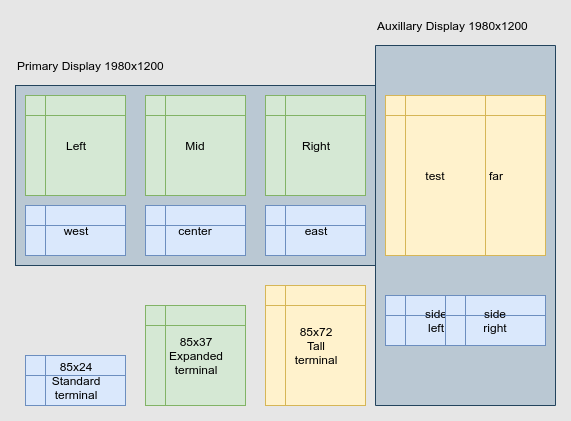 Auxillary Display 1980x1200
Primary Display 1980x1200
Left
Mid
Right
test
far
west
center
east
side
left
side
right
85x24
Standard
terminal
85x37
Expanded
terminal
85x72
Tall
terminal